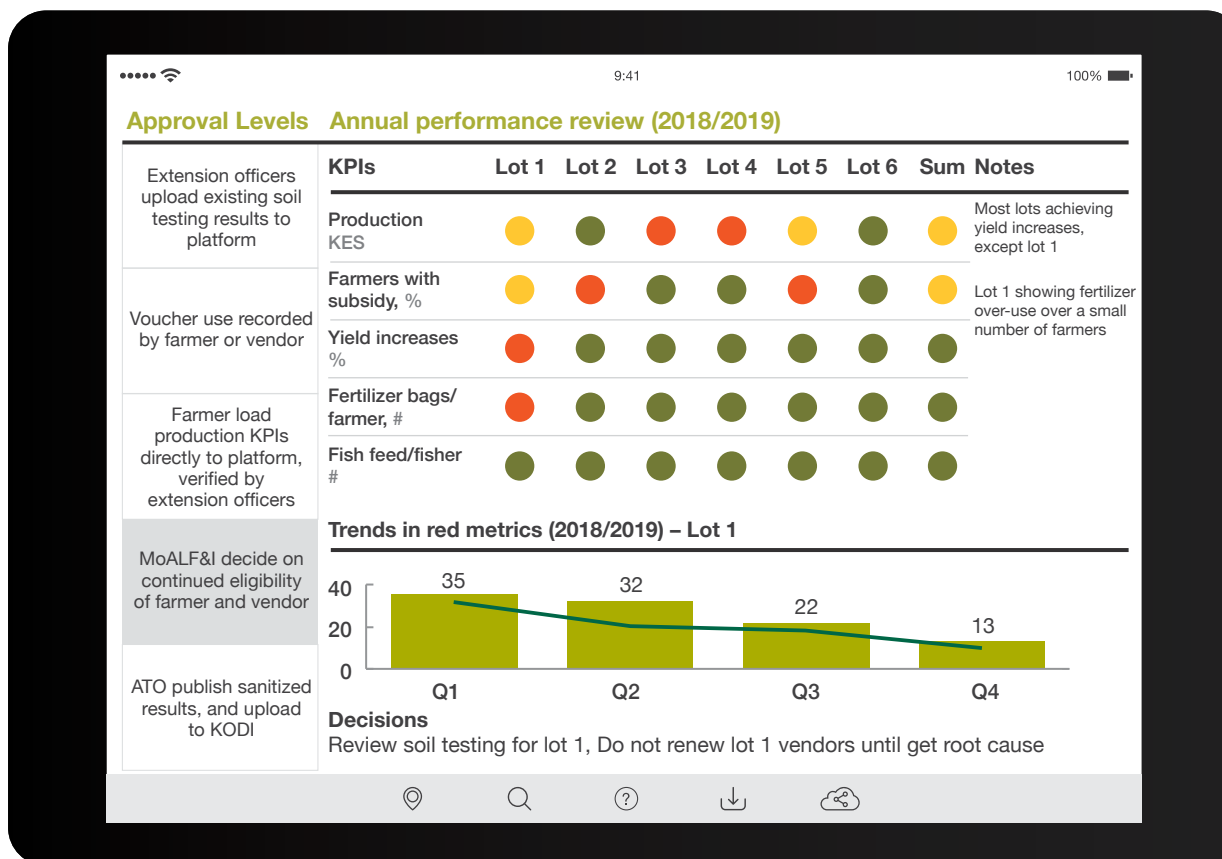 9:41
100%
Approval Levels
Extension officers
upload existing soil
testing results to
platform
Voucher use recorded
by farmer or vendor
Farmer load
production KPIs
directly to platform,
verified by
extension officers
MoALF&I decide on
continued eligibility
of farmer and vendor
ATO publish sanitized
results, and upload
to KODI
Annual performance review (2018/2019)
KPIs Lot 1 Lot 2 Lot 3 Lot 4 Lot 5 Lot 6 Sum Notes
Production
KES
Most lots achieving
yield increases,
except lot 1
Farmers with
subsidy, %
Lot 1 showing fertilizer
over-use over a small
number of farmers
Yield increases
%
Fertilizer bags/
farmer, #
Fish feed/fisher
#
Trends in red metrics (2018/2019) – Lot 1
40
20
0
35
32
22
13
Q1 Q2 Q3 Q4
Decisions
Review soil testing for lot 1, Do not renew lot 1 vendors until get root cause
?